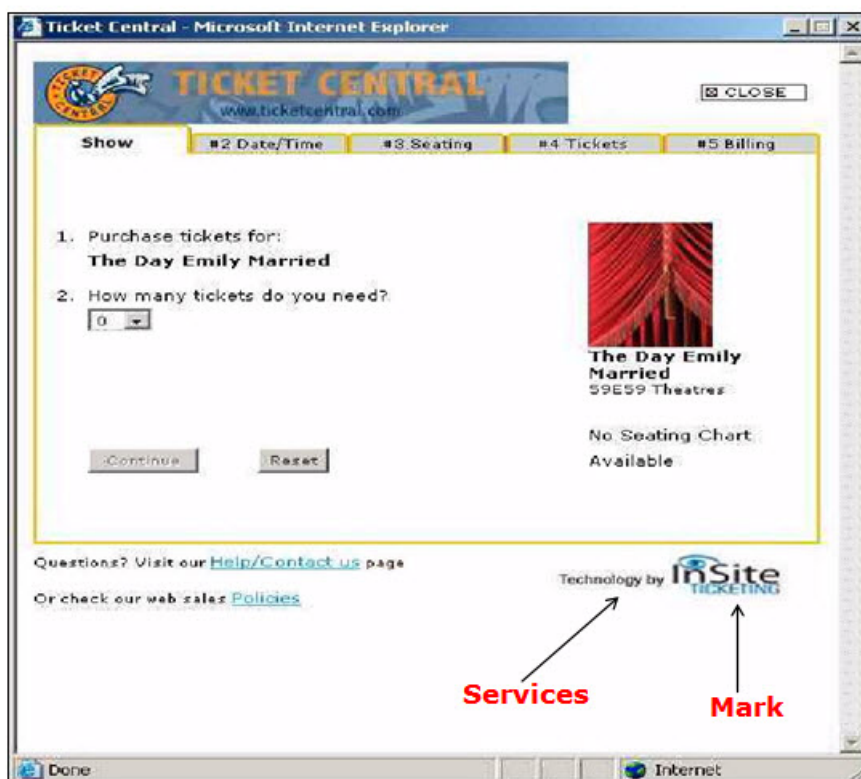 Ticket Central - Microsoft Internet Explorer
TICKET CENTRAL
TICKET CENTRAL
www.ticketcentral.com
CLOSE
Show #2 Date/Time #3 Seating #4 Tickets #5 Billing
1. Purchase tickets for:
The Day Emily Married
2. How many tickets do you need?
0
The Day Emily
Married
59E59 Theatres
No Seating Chart
Available
Continue Reset
Questions? Visit our Help/Contact us page
Technology by InSite
TICKETING
Or check our web sales Policies
Services
Mark
Done Internet